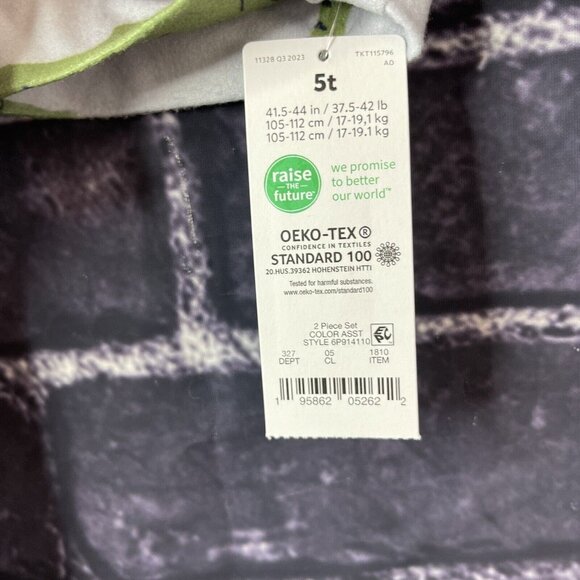 11328 Q3 2023 TKT115796
AD
5t
41.5-44 in / 37.5-42 lb
105-112 cm / 17-19,1 kg
105-112 cm / 17-19.1 kg
raise
THE
future™
we promise
to better
our world™
OEKO-TEX®
CONFIDENCE IN TEXTILES
STANDARD 100
20.HUS.39362 HOHENSTEIN HTTI
Tested for harmful substances.
www.oeko-tex.com/standard100
2 Piece Set
COLOR ASST
STYLE 6P914110
327 05 1810
DEPT CL ITEM
1 95862 05262 2